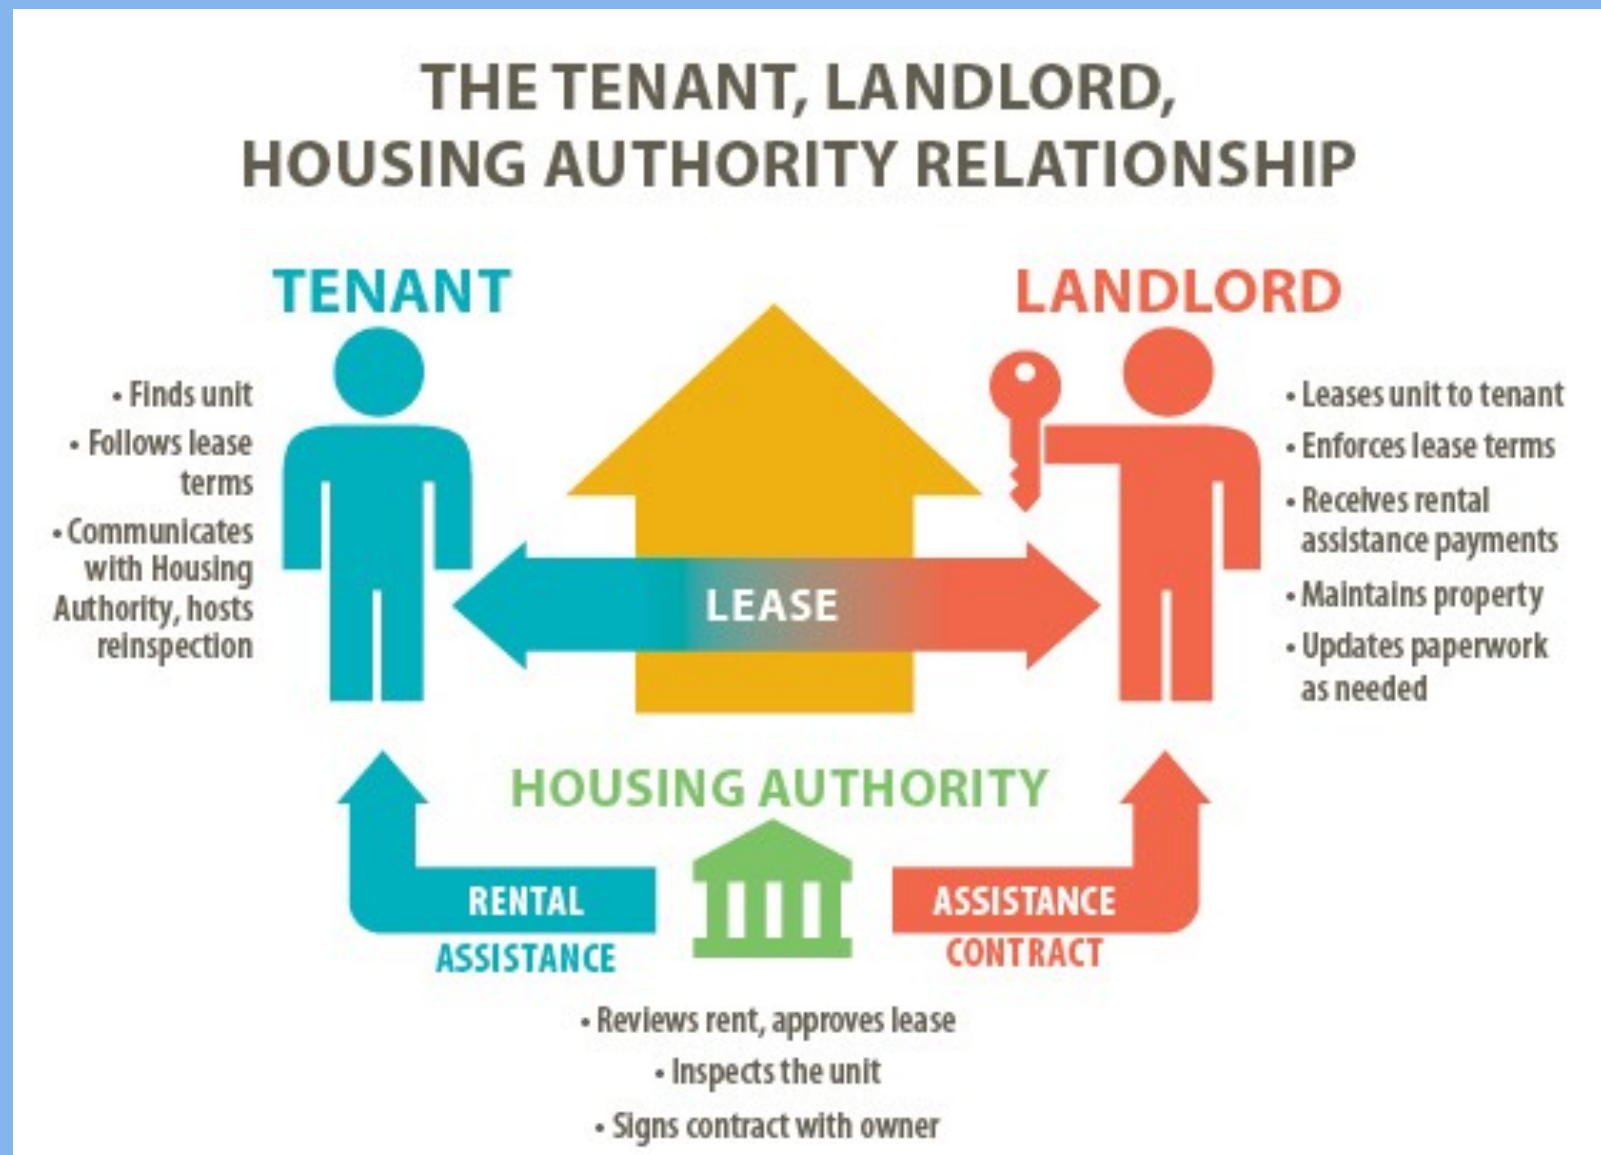 THE TENANT, LANDLORD,
HOUSING AUTHORITY RELATIONSHIP
TENANT
• Finds unit
• Follows lease
terms
• Communicates
with Housing
Authority, hosts
reinspection
LEASE
LANDLORD
• Leases unit to tenant
• Enforces lease terms
• Receives rental
assistance payments
• Maintains property
• Updates paperwork
as needed
HOUSING AUTHORITY
RENTAL
ASSISTANCE
ASSISTANCE
CONTRACT
• Reviews rent, approves lease
• Inspects the unit
• Signs contract with owner